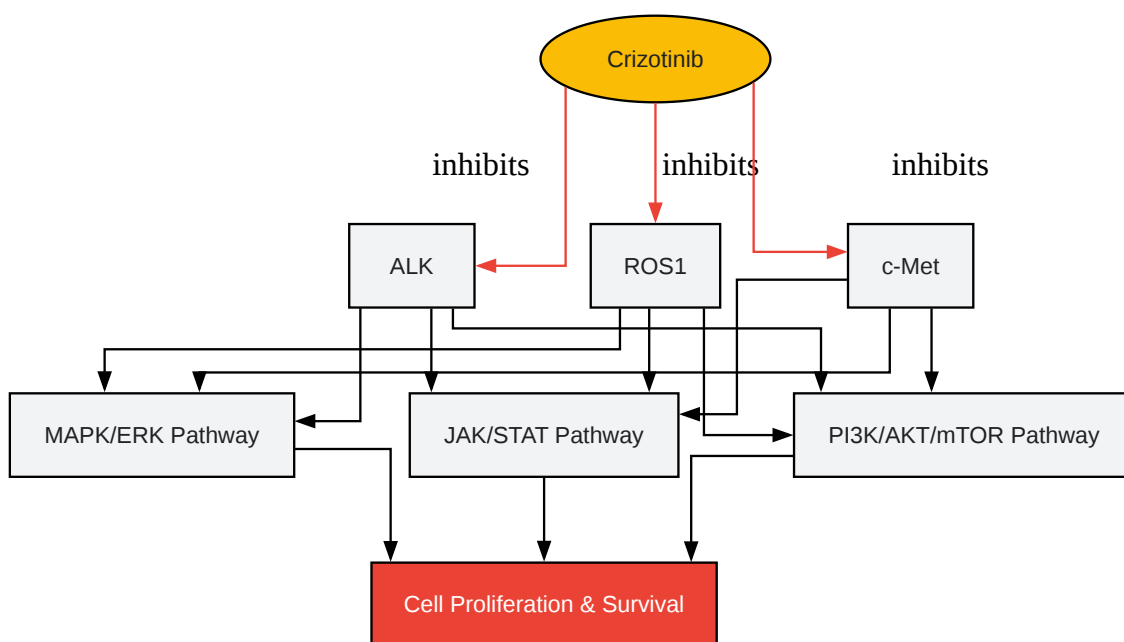 Crizotinib
inhibits
inhibits
inhibits
ALK
ROS1
c-Met
MAPK/ERK Pathway
JAK/STAT Pathway
PI3K/AKT/mTOR Pathway
Cell Proliferation & Survival